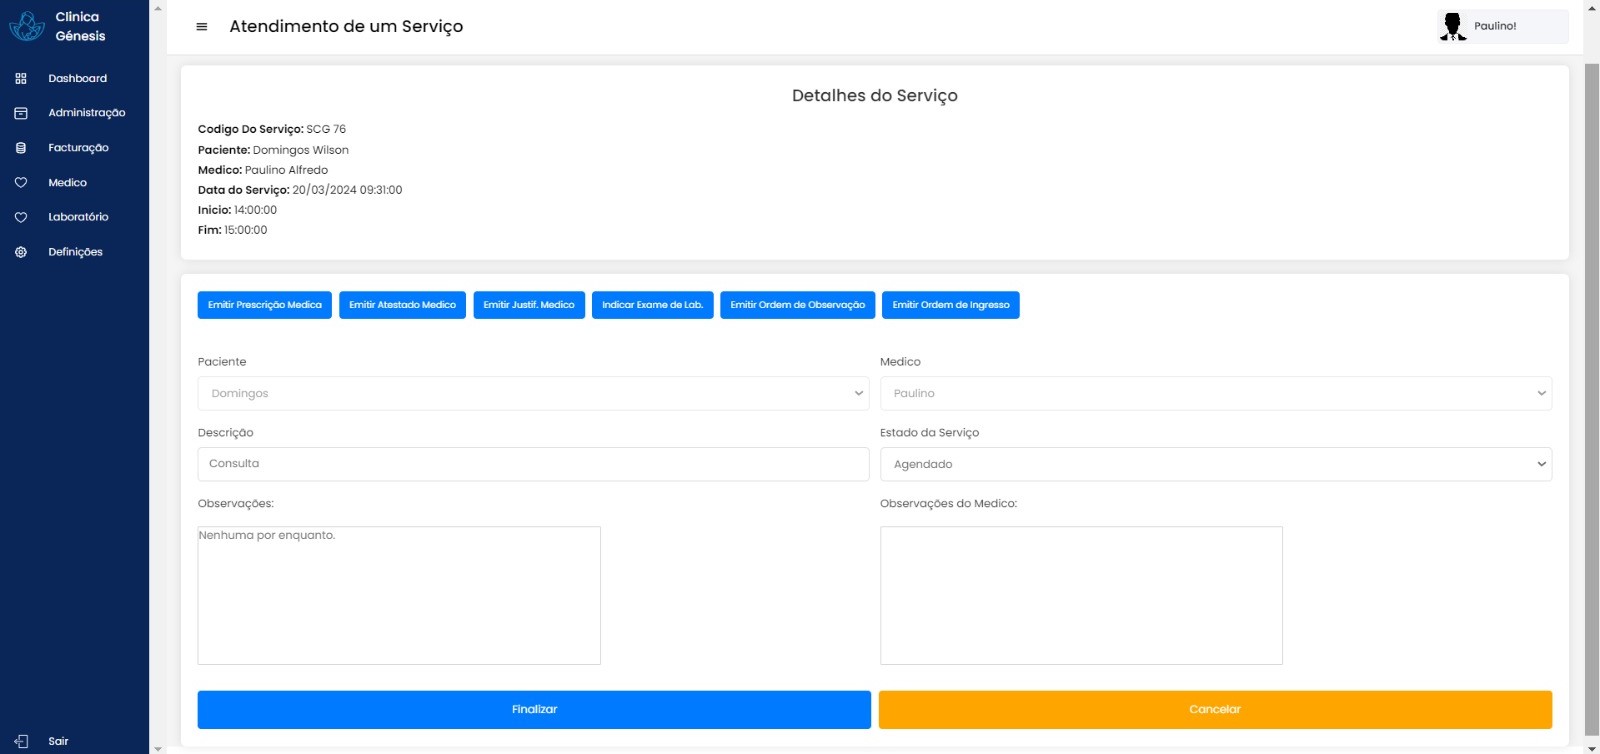 Clinica
Génesis
Dashboard
Administração
Facturação
Medico
Laboratório
Definições
Sair
Atendimento de um Serviço
Paulino!
Detalhes do Serviço
Codigo Do Serviço: SCG 76
Paciente: Domingos Wilson
Medico: Paulino Alfredo
Data do Serviço: 20/03/2024 09:31:00
Inicio: 14:00:00
Fim: 15:00:00
Emitir Prescrição Medica Emitir Atestado Medico Emitir Justif. Medico Indicar Exame de Lab. Emitir Ordem de Observação Emitir Ordem de Ingresso
Paciente Medico
Domingos Paulino
Descrição Estado da Serviço
Consulta Agendado
Observações: Observações do Medico:
Nenhuma por enquanto.
Finalizar Cancelar